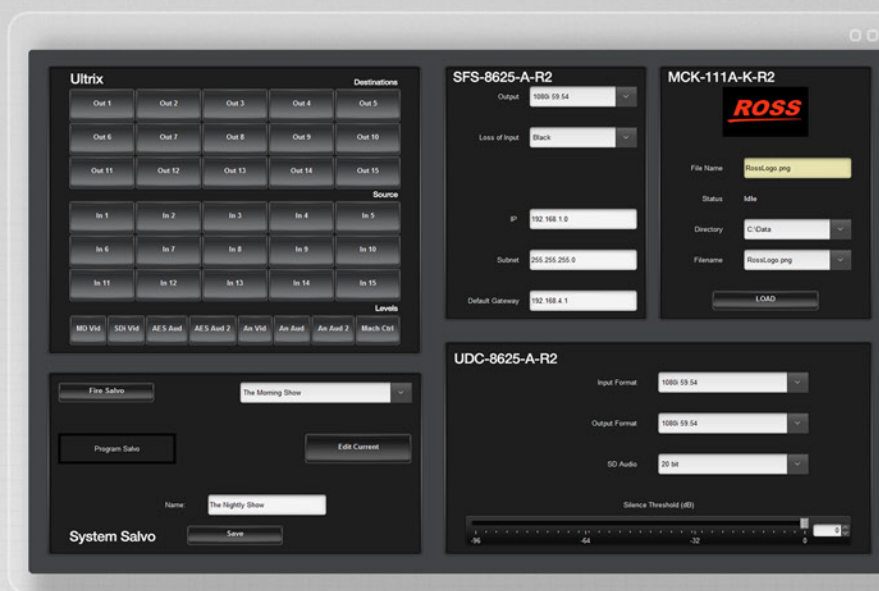 Ultrix
Destinations
Out 1 Out 2 Out 3 Out 4 Out 5
Out 6 Out 7 Out 8 Out 9 Out 10
Out 11 Out 12 Out 13 Out 14 Out 15
Source
In 1 In 2 In 3 In 4 In 5
In 6 In 7 In 8 In 9 In 10
In 11 In 12 In 13 In 14 In 15
Levels
MD Vid SDi Vid AES Aud AES Aud 2 An Vid An Aud An Aud 2 Mach Ctrl
Fire Salvo The Morning Show
Program Salvo Edit Current
Name: The Nightly Show
System Salvo Save
SFS-8625-A-R2
Output 1080i 59.54
Loss of Input Black
IP 192.168.1.0
Subnet 255.255.255.0
Default Gateway 192.168.4.1
MCK-111A-K-R2
ROSS
File Name RossLogo.png
Status Idle
Directory C:\Data
Filename RossLogo.png
LOAD
UDC-8625-A-R2
Input Format 1080i 59.54
Output Format 1080i 59.54
SD Audio 20 bit
Silence Threshold (dB)
0
-96 -64 -32 0